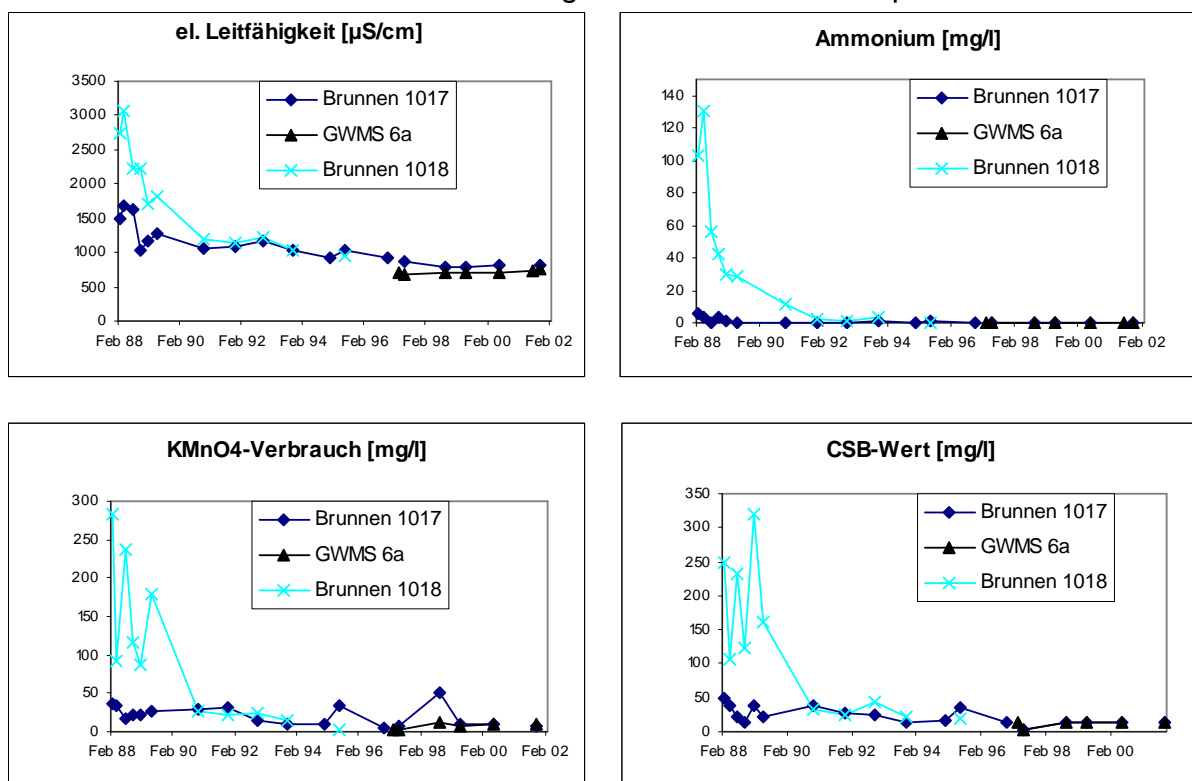 el. Leitfähigkeit [µS/cm]
3500
3000
2500
2000
1500
1000
500
0
Brunnen 1017
GWMS 6a
Brunnen 1018
Feb 88 Feb 90 Feb 92 Feb 94 Feb 96 Feb 98 Feb 00 Feb 02
Ammonium [mg/l]
140
120
100
80
60
40
20
0
Brunnen 1017
GWMS 6a
Brunnen 1018
Feb 88 Feb 90 Feb 92 Feb 94 Feb 96 Feb 98 Feb 00 Feb 02
KMnO4-Verbrauch [mg/l]
300
250
200
150
100
50
0
Brunnen 1017
GWMS 6a
Brunnen 1018
Feb 88 Feb 90 Feb 92 Feb 94 Feb 96 Feb 98 Feb 00 Feb 02
CSB-Wert [mg/l]
350
300
250
200
150
100
50
0
Brunnen 1017
GWMS 6a
Brunnen 1018
Feb 88 Feb 90 Feb 92 Feb 94 Feb 96 Feb 98 Feb 00